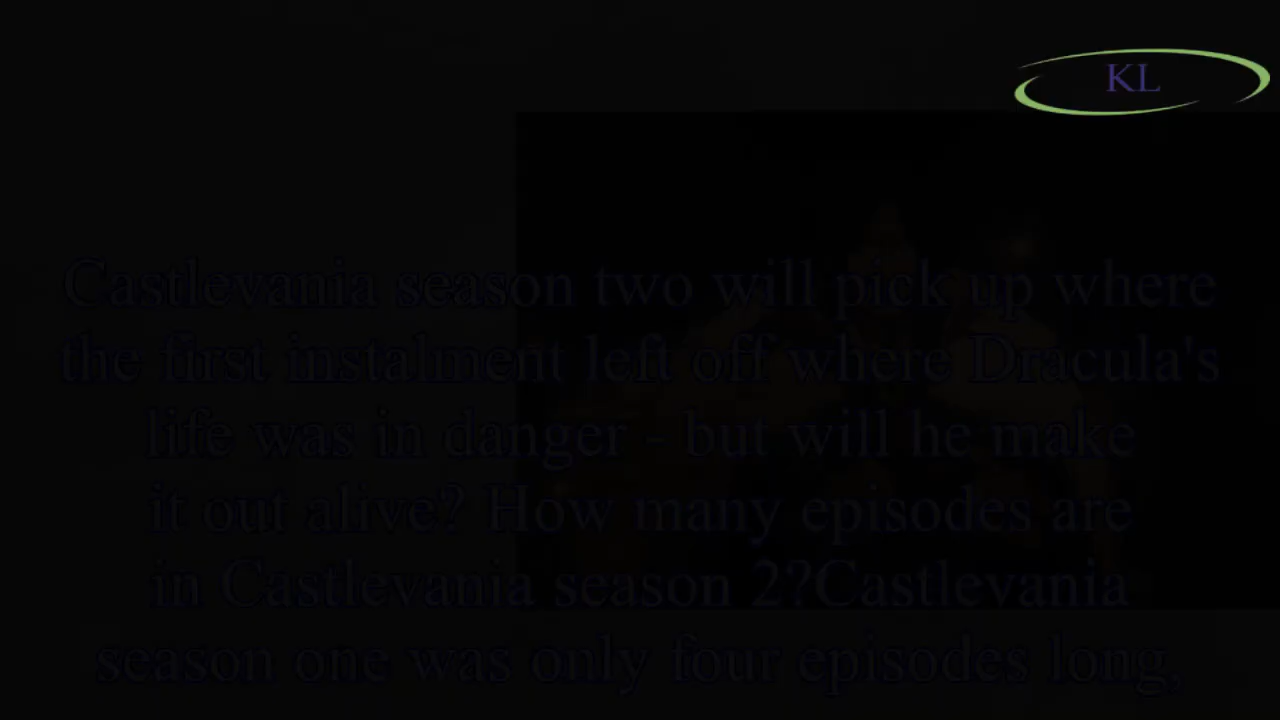 KL
Castlevania season two will pick up where
the first instalment left off where Dracula's
life was in danger - but will he make
it out alive? How many episodes are
in Castlevania season 2?Castlevania
season one was only four episodes long,